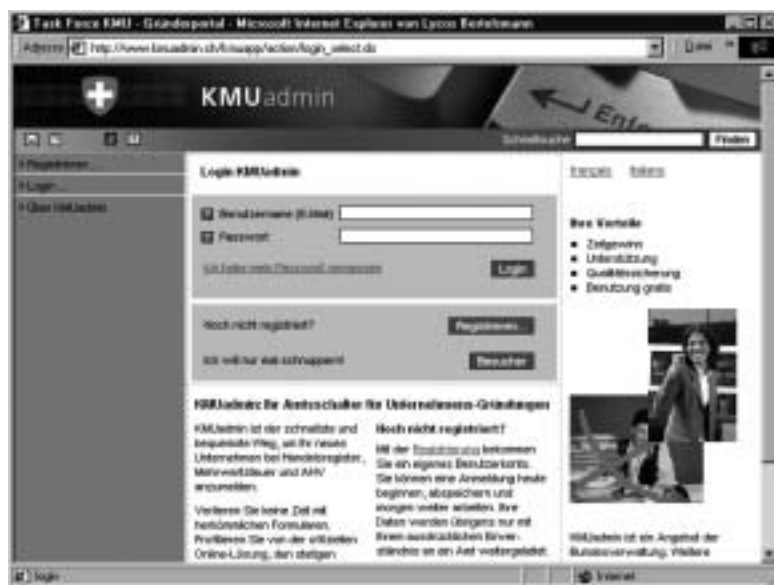 Task Force KMU - Gründesportal - Microsoft Internet Explorer von Lycos Bertelsmann
Adresse http://www.kmuadmin.ch/kmuapp/action/login_select.do
KMUadmin
Schnellsuche Finden
Registrieren...
Login...
Über KMUadmin
Login KMUadmin
Benutzername (E-Mail)
Passwort
Ich habe mein Passwort vergessen
Login
Noch nicht registriert?
Registrieren...
Ich will nur mal schnuppern!
Besucher
KMUadmin: Ihr Amtsschalter für Unternehmens-Gründungen
KMUadmin ist der schnellste und
bequemste Weg, um Ihr neues
Unternehmen bei Handelsregister,
Mehrwertsteuer und AHV
anzumelden.
Verlieren Sie keine Zeit mit
herkömmlichen Formularen.
Profitieren Sie von der offiziellen
Online-Lösung, den stetigen
Noch nicht registriert?
Mit der Registrierung bekommen
Sie ein eigenes Benutzerkonto.
Sie können eine Anmeldung heute
beginnen, abspeichern und
morgen weiter arbeiten. Ihre
Daten werden übrigens nur mit
Ihrem ausdrücklichen Einver-
ständnis an ein Amt weitergeleitet.
français italiano
Ihre Vorteile
Zeitgewinn
Unterstützung
Qualitätssicherung
Benutzung gratis
KMUadmin ist ein Angebot der
Bundesverwaltung. Weitere
login
Internet